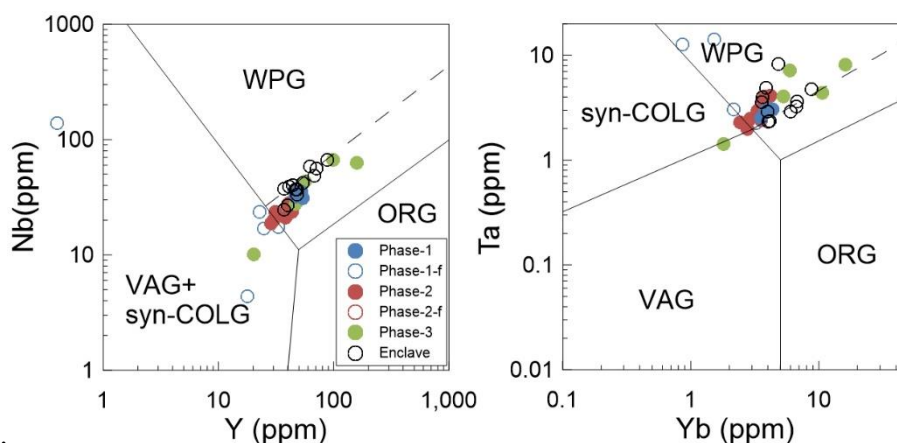 1000
100
10
1
Nb(ppm)
WPG
ORG
VAG+
syn-COLG
Phase-1
Phase-1-f
Phase-2
Phase-2-f
Phase-3
Enclave
1 10 100 1,000
Y (ppm)
10
1
0.1
0.01
Ta (ppm)
WPG
syn-COLG
ORG
VAG
0.1 1 10
Yb (ppm)